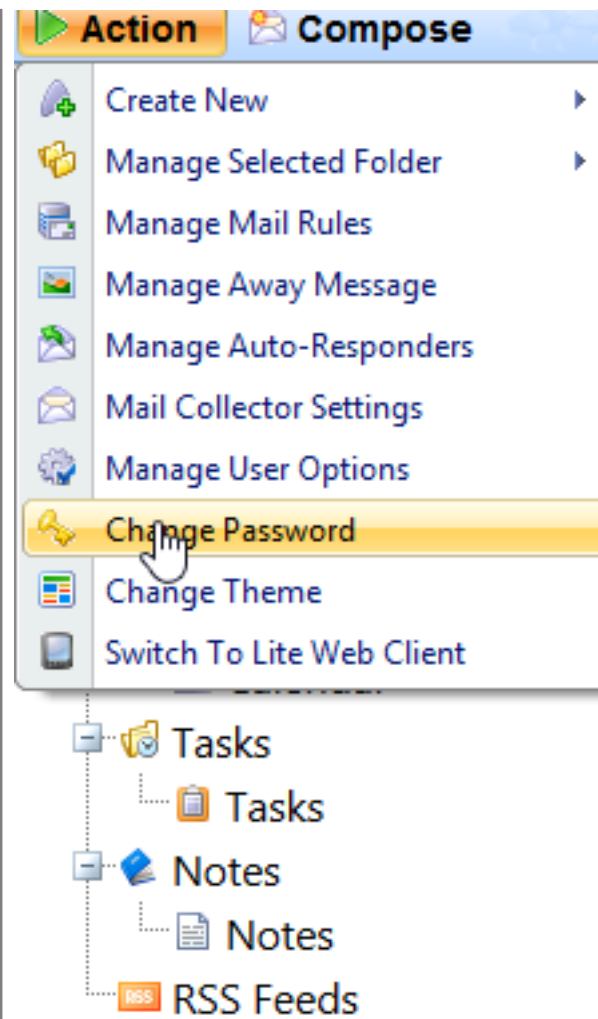 Action Compose
Create New
Manage Selected Folder
Manage Mail Rules
Manage Away Message
Manage Auto-Responders
Mail Collector Settings
Manage User Options
Change Password
Change Theme
Switch To Lite Web Client
Tasks
Tasks
Notes
Notes
RSS RSS Feeds